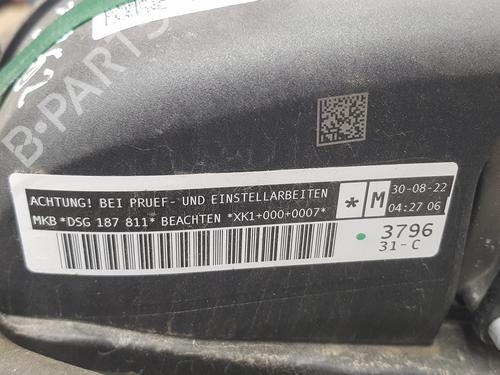 B-PARTS
ACHTUNG! BEI PRUEF- UND EINSTELLARBEITEN
MKB *DSG 187 811* BEACHTEN *XK1+000+0007*
* M
30-08-22
04:27 06
3796
31-C